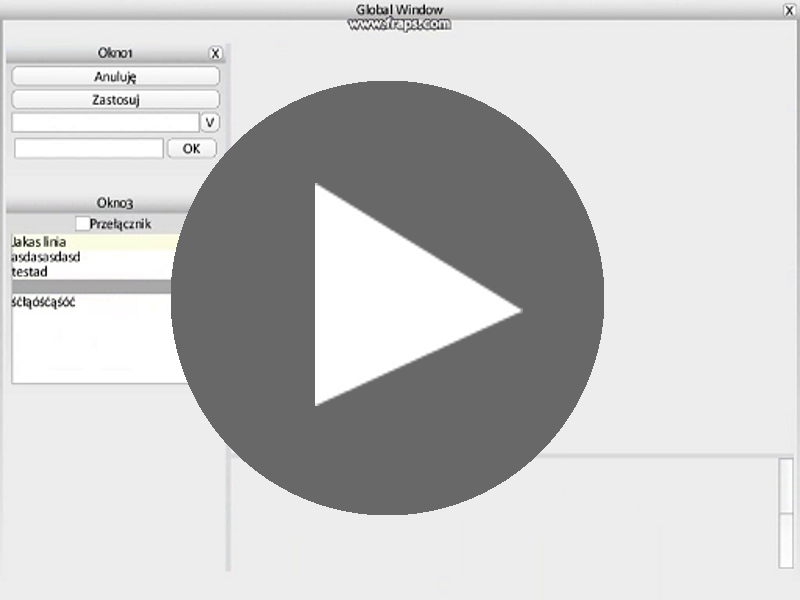 Global Window
X
www.fraps.com
Okno1
X
Anuluję
Zastosuj
V
OK
Okno3
Przełącznik
Jakas linia
asdasasdasd
testad
śćłąóśćąśóć